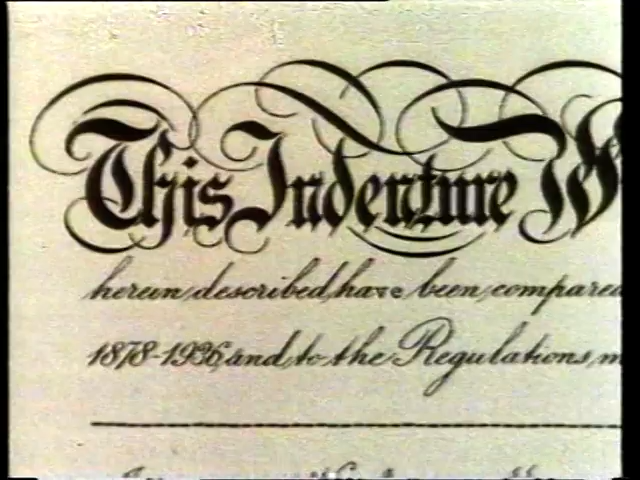 This Indenture W
herein described have been compared
1878-1936 and to the Regulations m